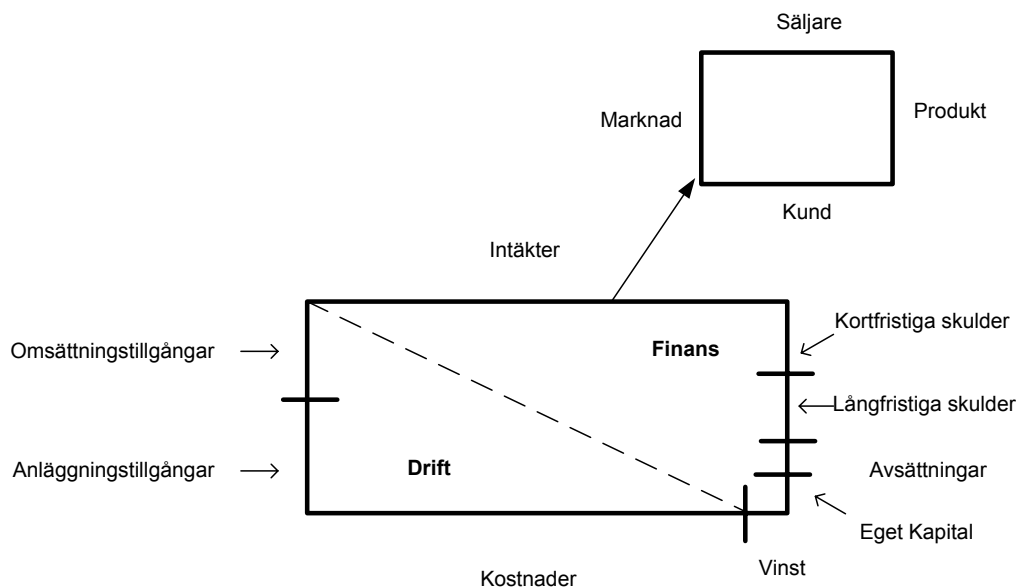 Säljare
Marknad
Produkt
Kund
Intäkter
Kortfristiga skulder
Omsättningstillgångar
Finans
Långfristiga skulder
Anläggningstillgångar
Drift
Avsättningar
Eget Kapital
Vinst
Kostnader